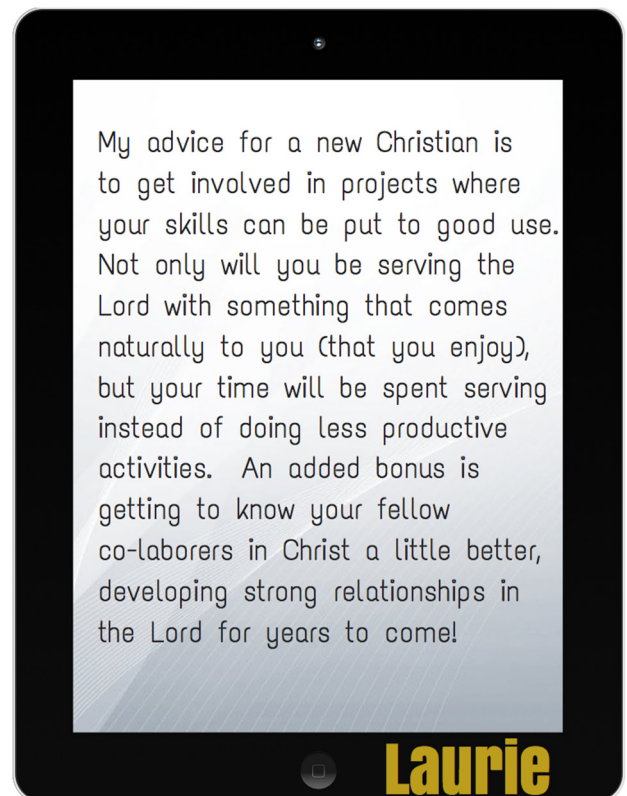 My advice for a new Christian is
to get involved in projects where
your skills can be put to good use.
Not only will you be serving the
Lord with something that comes
naturally to you (that you enjoy),
but your time will be spent serving
instead of doing less productive
activities.  An added bonus is
getting to know your fellow
co-laborers in Christ a little better,
developing strong relationships in
the Lord for years to come!
Laurie